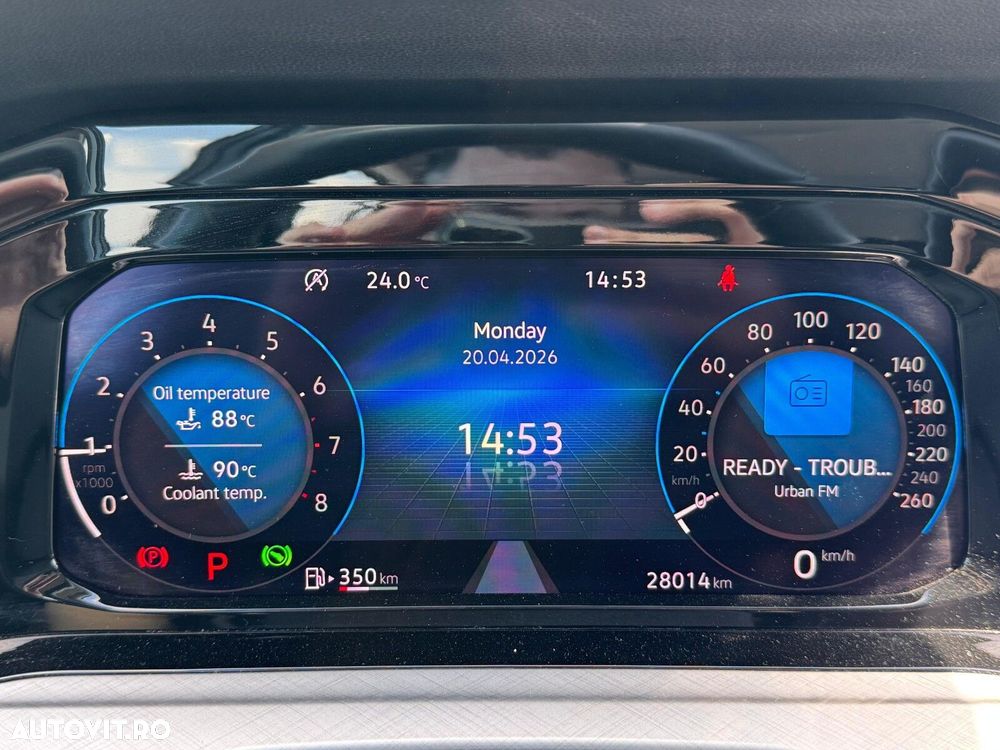 24.0 °C
14:53
Monday
20.04.2026
14:53
0
1
2
3
4
5
6
7
8
rpm
x1000
Oil temperature
88 °C
90 °C
Coolant temp.
0
20
40
60
80
100
120
140
160
180
200
220
240
260
km/h
READY - TROUB...
Urban FM
P
P
350 km
28014 km
0 km/h
AUTOVIT.RO